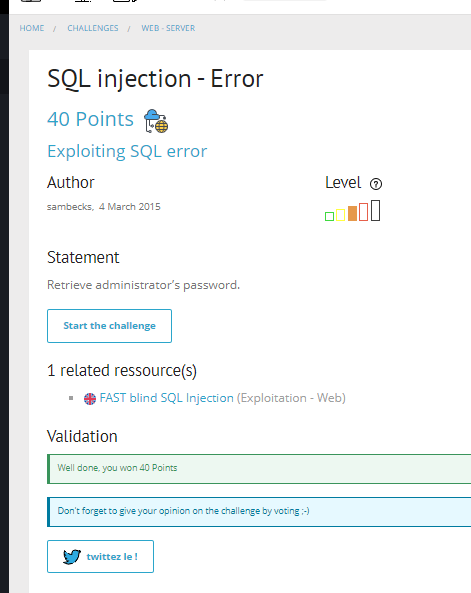 HOME / CHALLENGES / WEB - SERVER
SQL injection - Error
40 Points
Exploiting SQL error
Author
Level ?
sambecks, 4 March 2015
Statement
Retrieve administrator's password.
Start the challenge
1 related ressource(s)
FAST blind SQL Injection (Exploitation - Web)
Validation
Well done, you won 40 Points
Don't forget to give your opinion on the challenge by voting ;-)
twittez le !